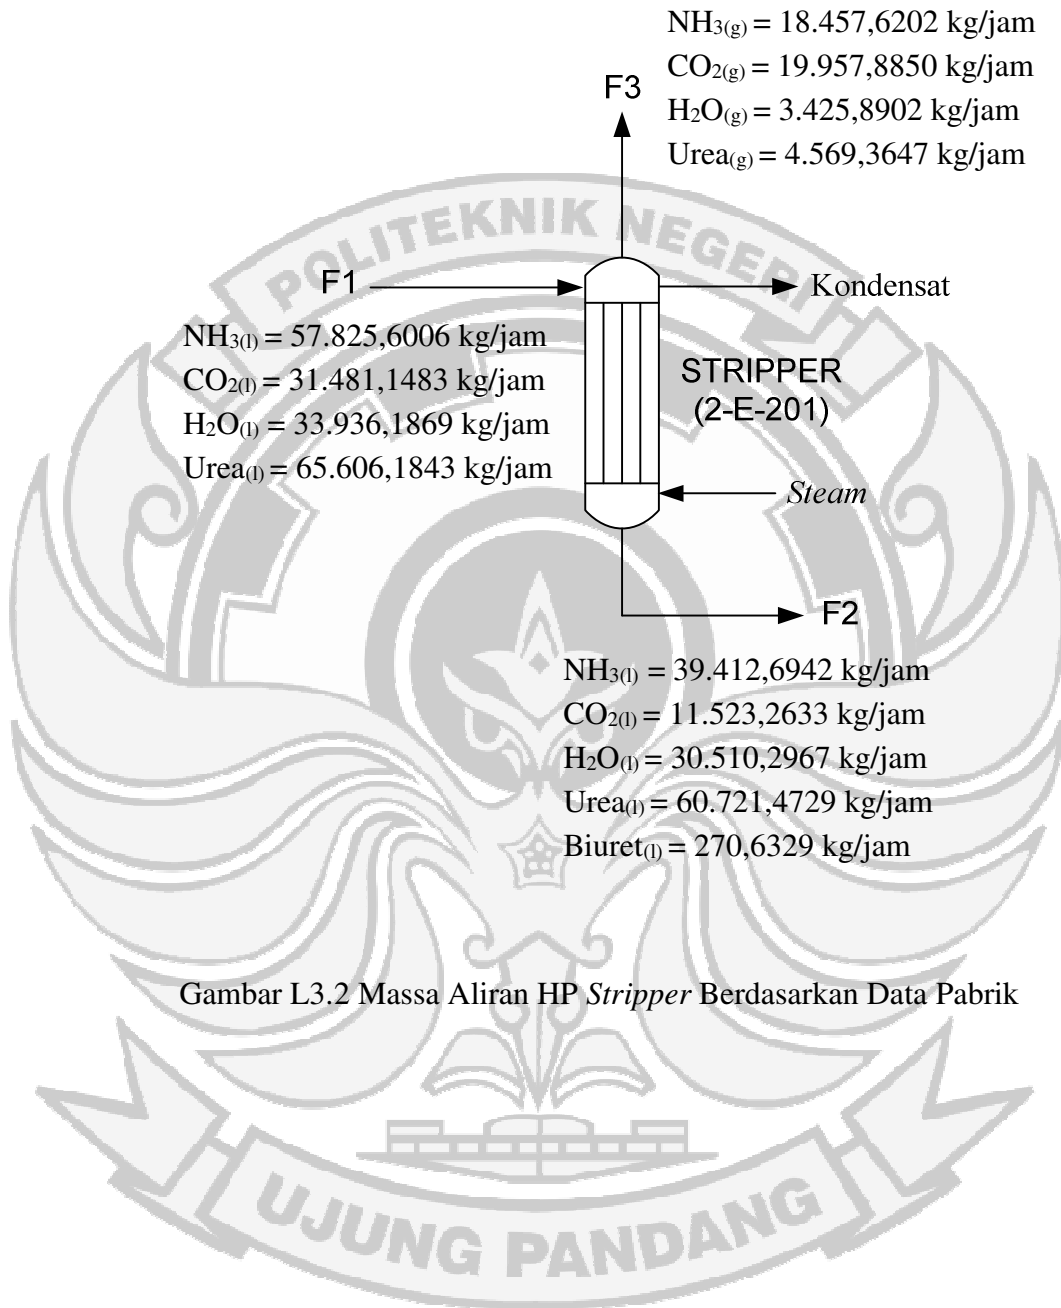 NH3(g) = 18.457,6202 kg/jam
CO2(g) = 19.957,8850 kg/jam
H2O(g) = 3.425,8902 kg/jam
Urea(g) = 4.569,3647 kg/jam
F3
POLITEKNIK NEGERI
F1
Kondensat
NH3(l) = 57.825,6006 kg/jam
CO2(l) = 31.481,1483 kg/jam
H2O(l) = 33.936,1869 kg/jam
Urea(l) = 65.606,1843 kg/jam
STRIPPER
(2-E-201)
Steam
F2
NH3(l) = 39.412,6942 kg/jam
CO2(l) = 11.523,2633 kg/jam
H2O(l) = 30.510,2967 kg/jam
Urea(l) = 60.721,4729 kg/jam
Biuret(l) = 270,6329 kg/jam
Gambar L3.2 Massa Aliran HP Stripper Berdasarkan Data Pabrik
UJUNG PANDANG